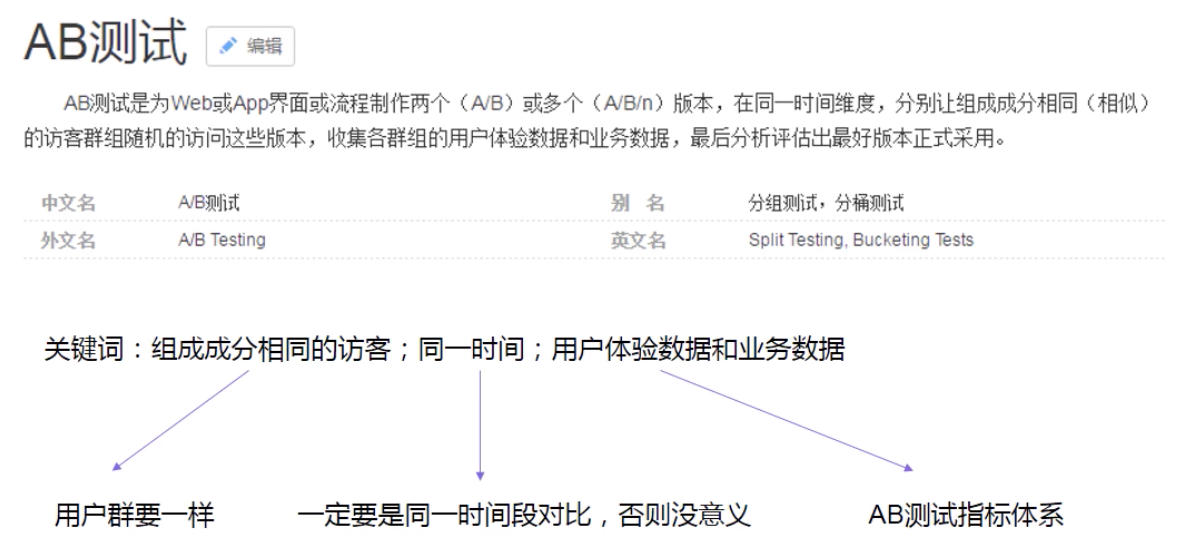 AB测试 编辑
AB测试是为Web或App界面或流程制作两个（A/B）或多个（A/B/n）版本，在同一时间维度，分别让组成成分相同（相似）
的访客群组随机的访问这些版本，收集各群组的用户体验数据和业务数据，最后分析评估出最好版本正式采用。
中文名 A/B测试 别 名 分组测试，分桶测试
外文名 A/B Testing 英文名 Split Testing, Bucketing Tests
关键词：组成成分相同的访客；同一时间；用户体验数据和业务数据
用户群要一样 一定要是同一时间段对比，否则没意义 AB测试指标体系